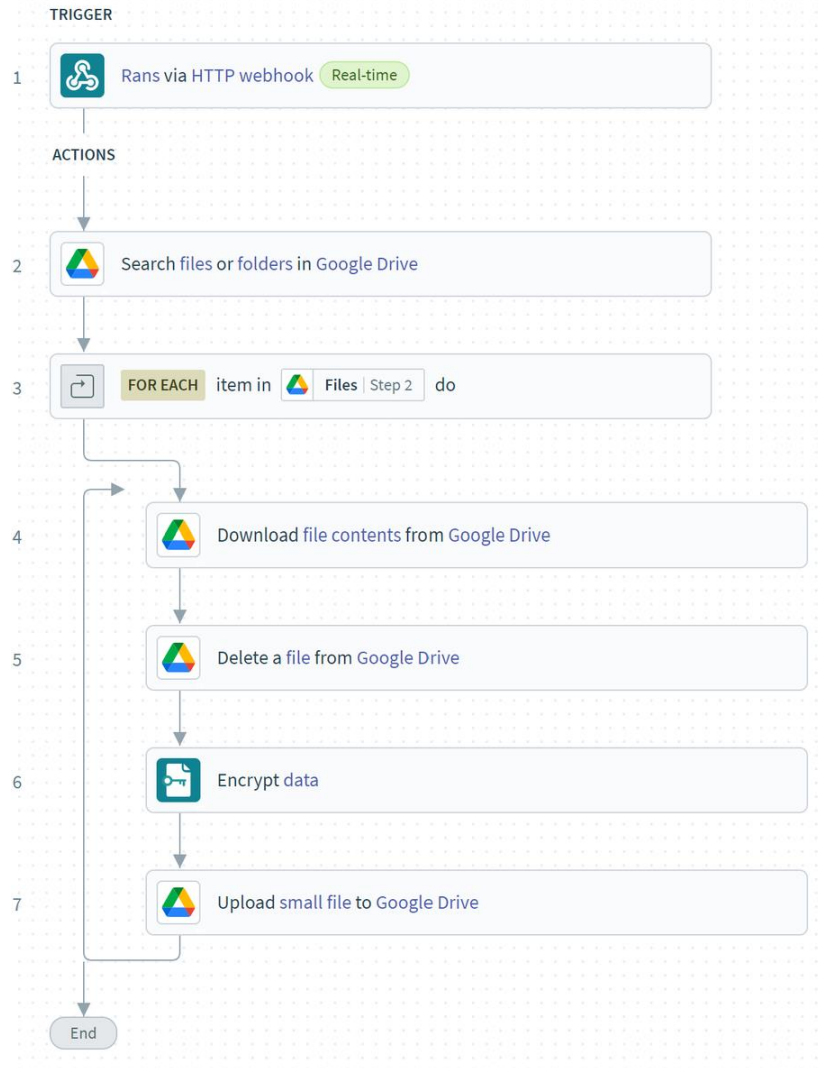 TRIGGER
1 Rans via HTTP webhook Real-time
ACTIONS
2 Search files or folders in Google Drive
3 FOR EACH item in Files | Step 2 do
4 Download file contents from Google Drive
5 Delete a file from Google Drive
6 Encrypt data
7 Upload small file to Google Drive
End